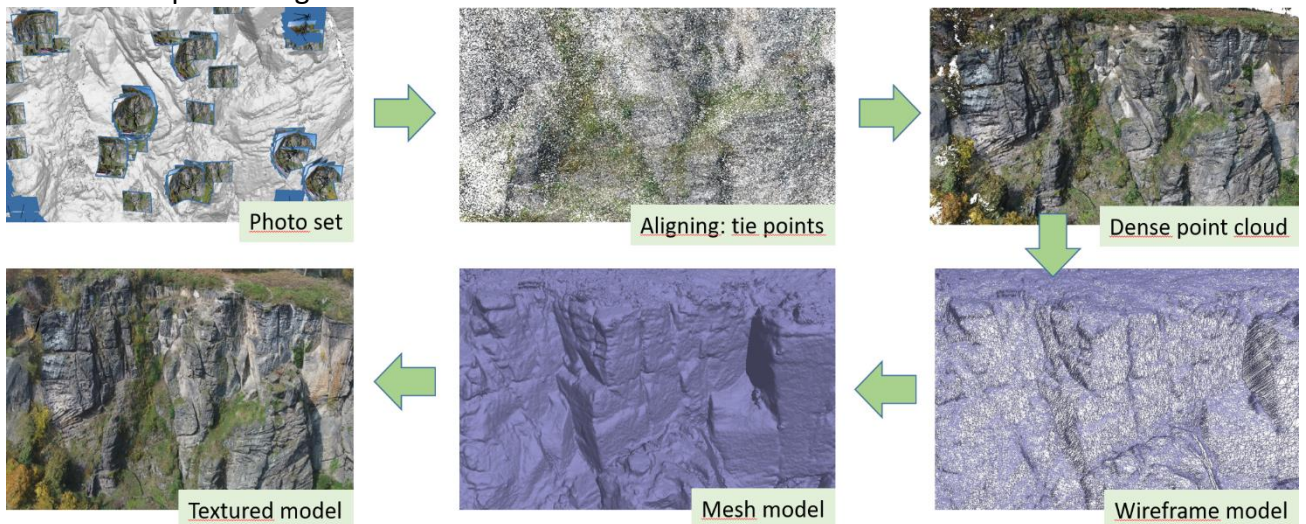 Photo set
Aligning: tie points
Dense point cloud
Wireframe model
Mesh model
Textured model